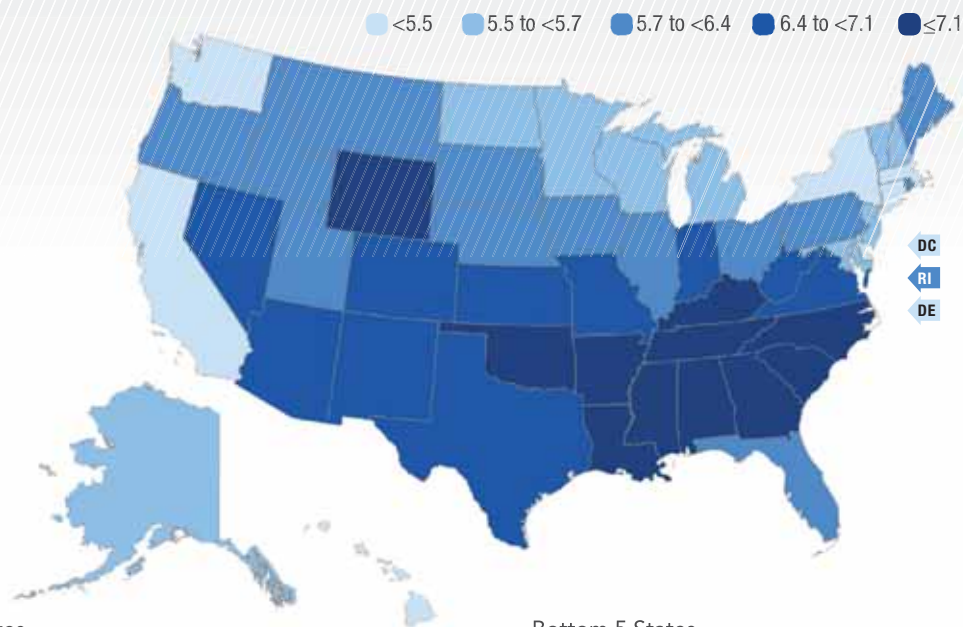 <5.5 5.5 to <5.7 5.7 to <6.4 6.4 to <7.1 ≤7.1
DC
RI
DE
Bottom 5 States